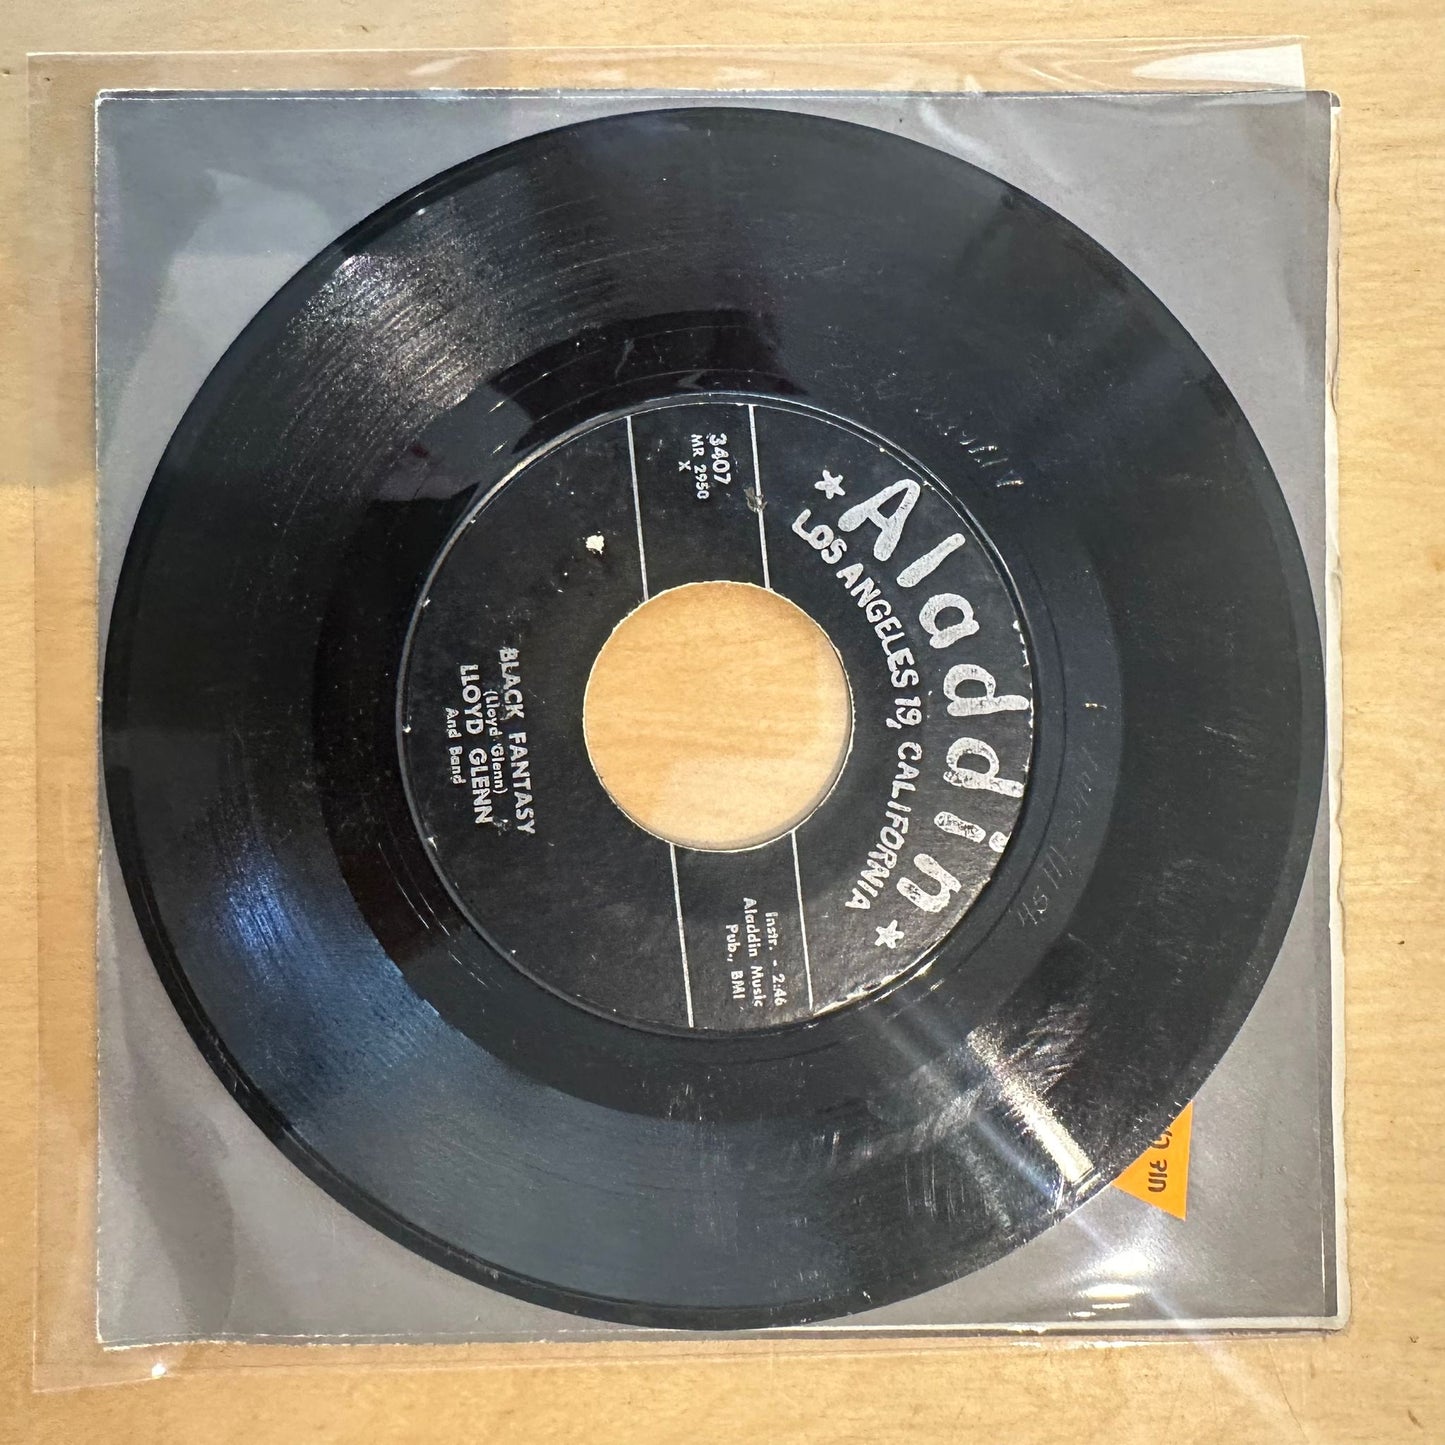 Aladdin
LOS ANGELES 19, CALIFORNIA
3407
MR 2950
X
Instr. - 2:46
Aladdin Music
Pub., BMI
BLACK FANTASY
(Lloyd Glenn)
LLOYD GLENN
And Band